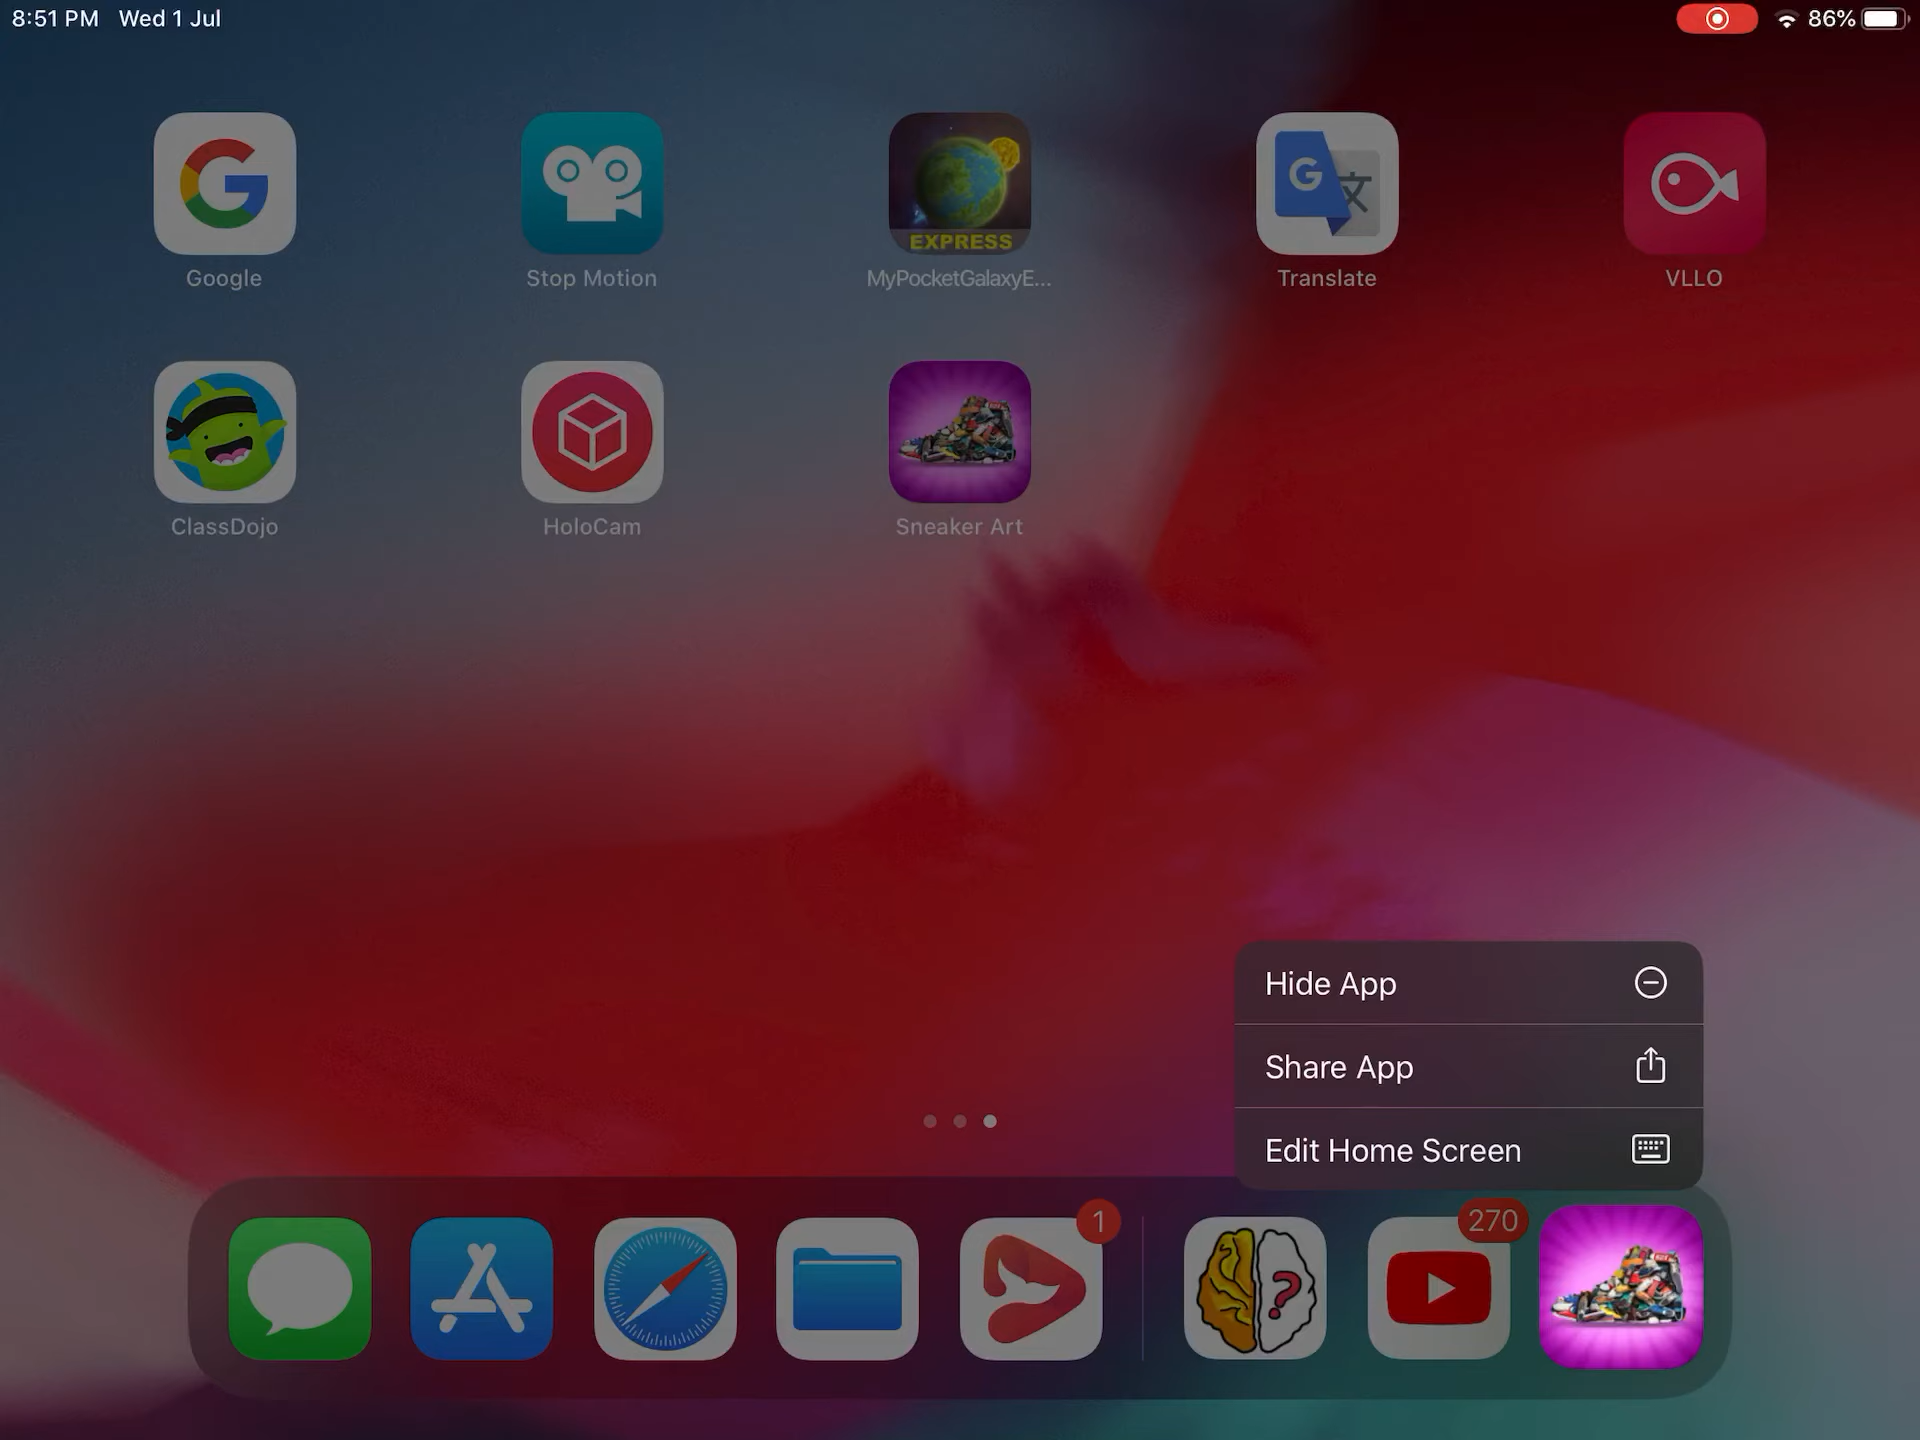 8:51 PM Wed 1 Jul
86%
EXPRESS
Google
Stop Motion
MyPocketGalaxyE...
Translate
VLLO
ClassDojo
HoloCam
Sneaker Art
Hide App
Share App
Edit Home Screen
1
270